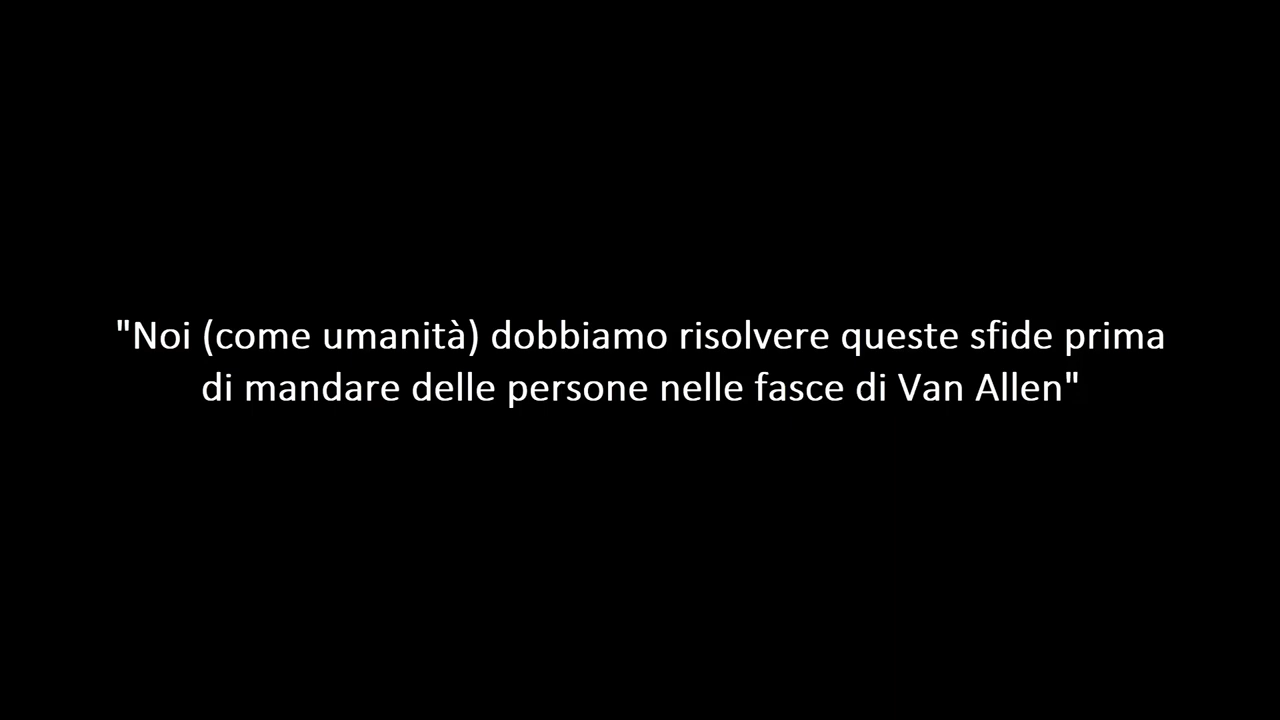 "Noi (come umanità) dobbiamo risolvere queste sfide prima
di mandare delle persone nelle fasce di Van Allen"